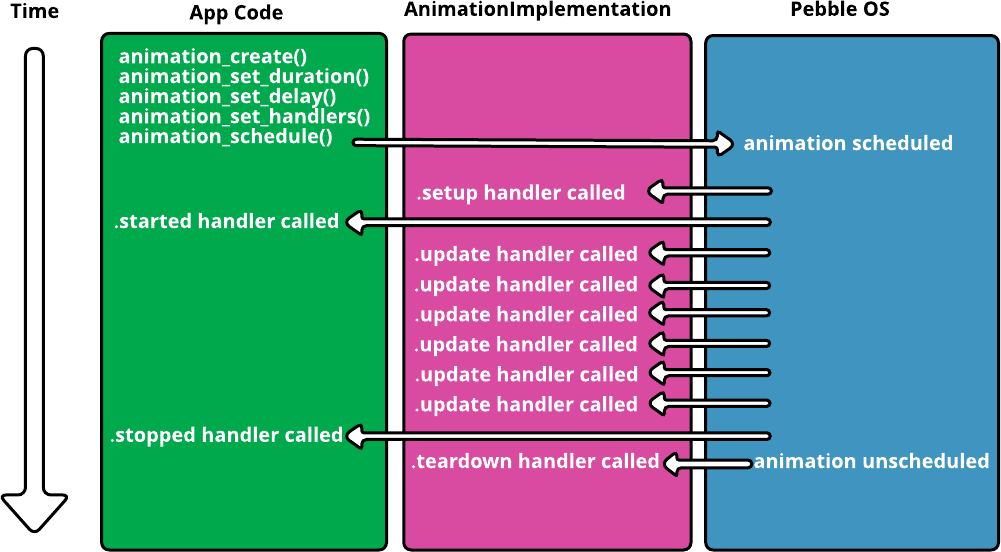 Time
App Code
AnimationImplementation
Pebble OS
animation_create()
animation_set_duration()
animation_set_delay()
animation_set_handlers()
animation_schedule()
animation scheduled
.setup handler called
.started handler called
.update handler called
.update handler called
.update handler called
.update handler called
.update handler called
.update handler called
.stopped handler called
.teardown handler called
animation unscheduled